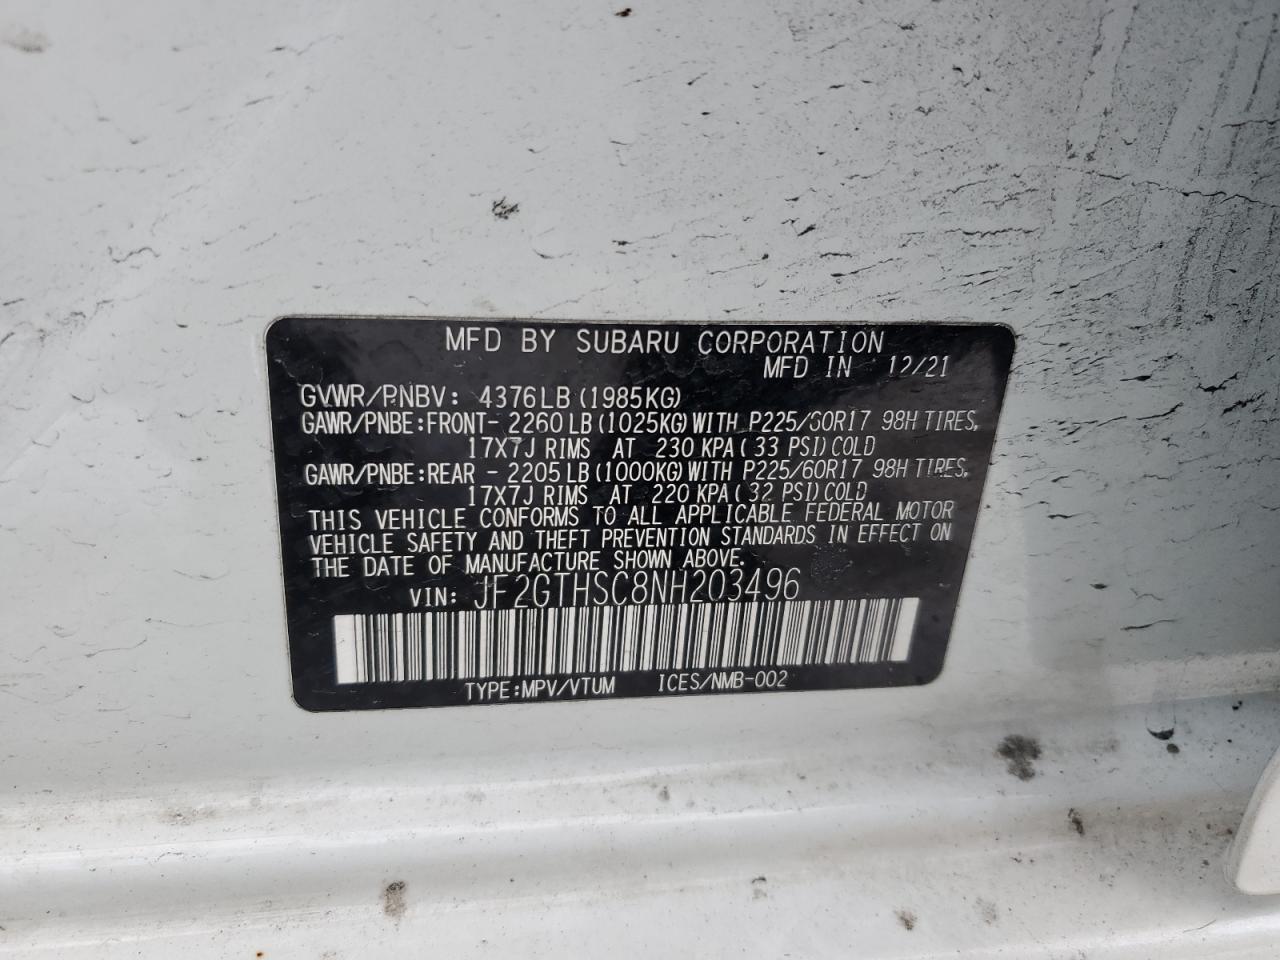 MFD BY SUBARU CORPORATION
MFD IN 12/21
GVWR/PNBV: 4376LB (1985KG)
GAWR/PNBE:FRONT- 2260 LB (1025KG) WITH P225/60R17 98H TIRES,
17X7J RIMS AT 230 KPA ( 33 PSI) COLD
GAWR/PNBE:REAR - 2205 LB (1000KG) WITH P225/60R17 98H TIRES,
17X7J RIMS AT 220 KPA ( 32 PSI) COLD
THIS VEHICLE CONFORMS TO ALL APPLICABLE FEDERAL MOTOR
VEHICLE SAFETY AND THEFT PREVENTION STANDARDS IN EFFECT ON
THE DATE OF MANUFACTURE SHOWN ABOVE.
VIN: JF2GTHSC8NH203496
TYPE:MPV/VTUM ICES/NMB-002